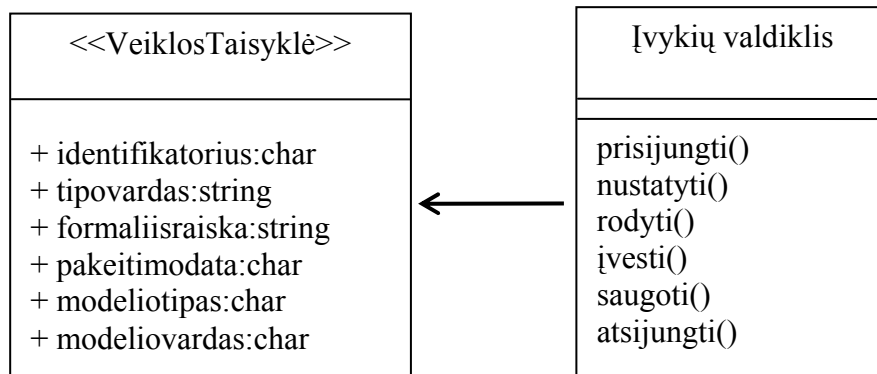 <<VeiklosTaisyklė>>
+ identifikatorius:char
+ tipovardas:string
+ formaliisraiska:string
+ pakeitimodata:char
+ modeliotipas:char
+ modeliovardas:char
Įvykių valdiklis
prisijungti()
nustatyti()
rodyti()
įvesti()
saugoti()
atsijungti()